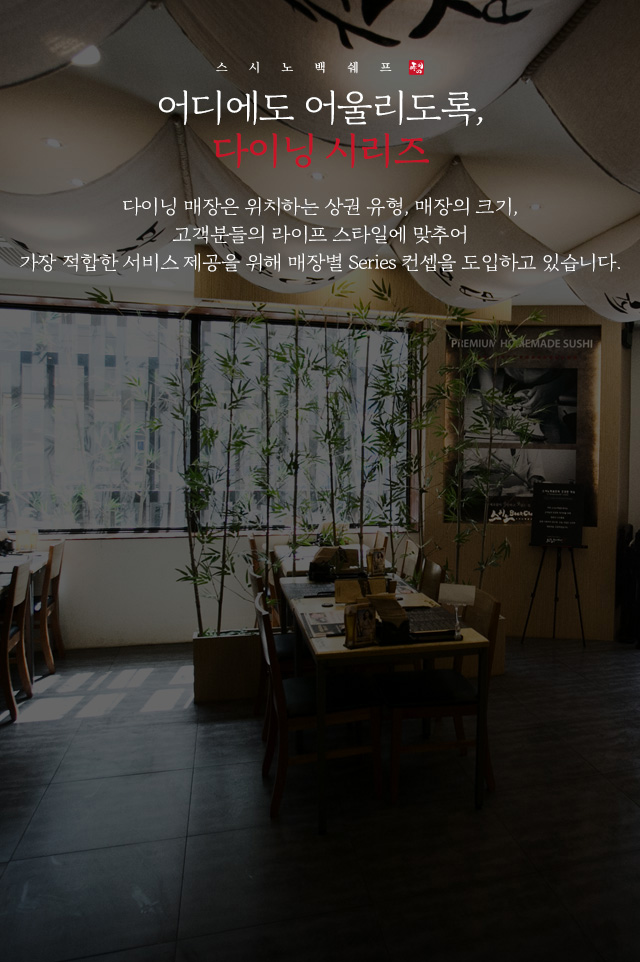 스시노백쉐프
어디에도 어울리도록,
다이닝 시리즈
다이닝 매장은 위치하는 상권 유형, 매장의 크기,
고객분들의 라이프 스타일에 맞추어
가장 적합한 서비스 제공을 위해 매장별 Series 컨셉을 도입하고 있습니다.
PREMIUM HOMEMADE SUSHI